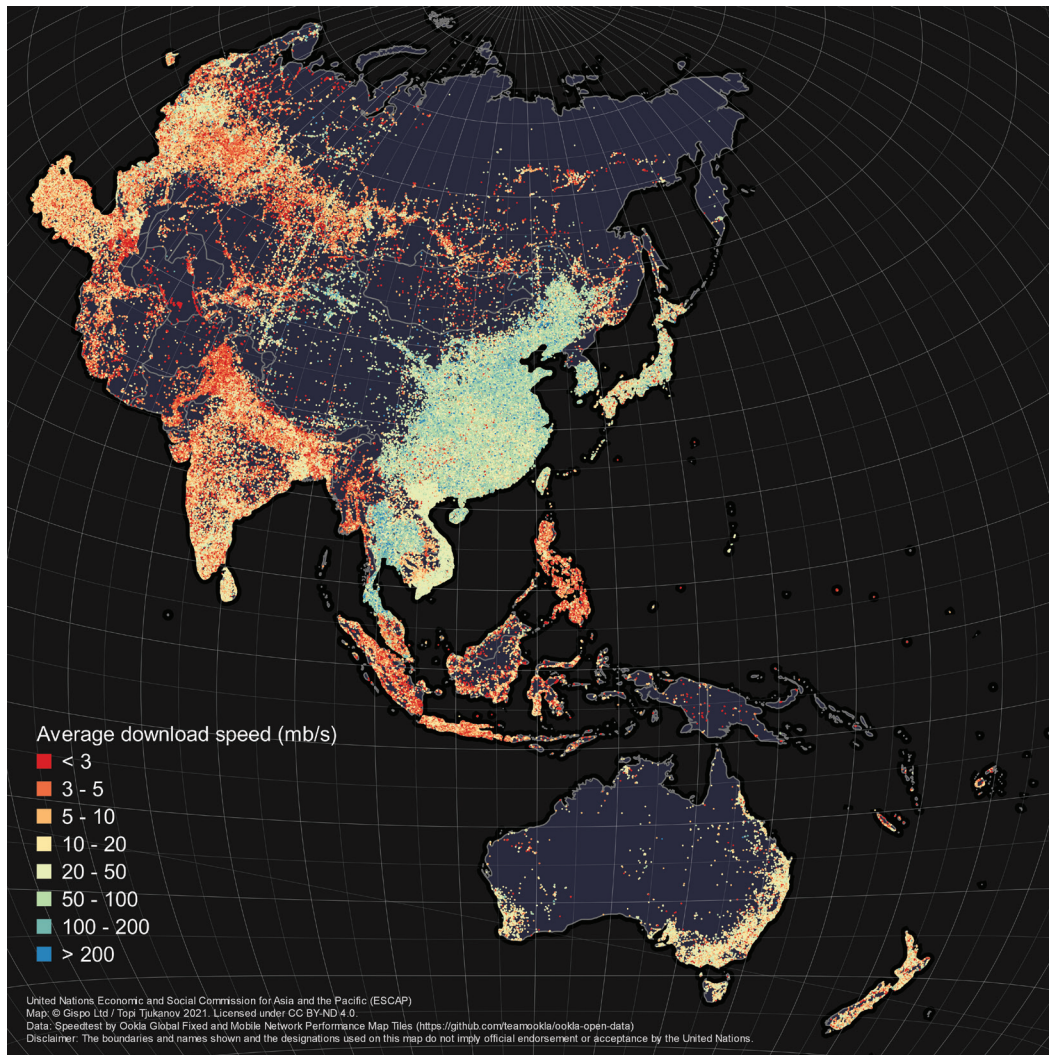 Average download speed (mb/s)
< 3
3 - 5
5 - 10
10 - 20
20 - 50
50 - 100
100 - 200
> 200
United Nations Economic and Social Commission for Asia and the Pacific (ESCAP)
Map: © Gispo Ltd / Topi Tjukanov 2021. Licensed under CC BY-ND 4.0.
Data: Speedtest by Ookla Global Fixed and Mobile Network Performance Map Tiles (https://github.com/teamookla/ookla-open-data)
Disclaimer: The boundaries and names shown and the designations used on this map do not imply official endorsement or acceptance by the United Nations.